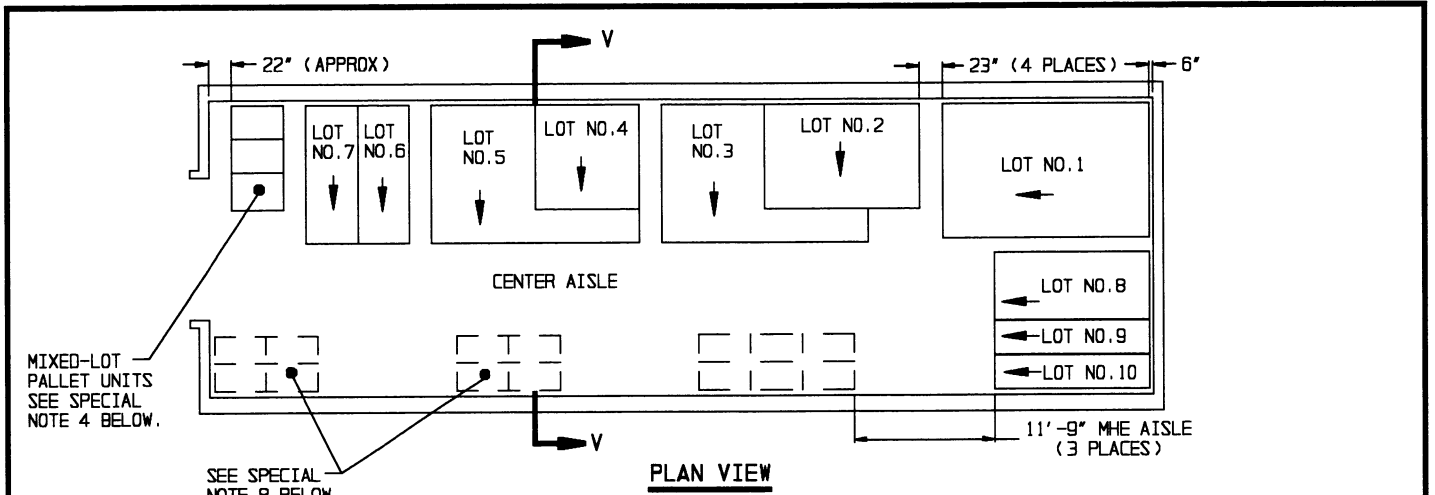 V
22" (APPROX)
23" (4 PLACES)
6"
LOT
NO.7
LOT
NO.6
LOT
NO.5
LOT NO.4
LOT
NO.3
LOT NO.2
LOT NO.1
CENTER AISLE
LOT NO.8
LOT NO.9
LOT NO.10
MIXED-LOT
PALLET UNITS
SEE SPECIAL
NOTE 4 BELOW.
V
11'-9" MHE AISLE
(3 PLACES)
PLAN VIEW
SEE SPECIAL
NOTE 8 BELOW